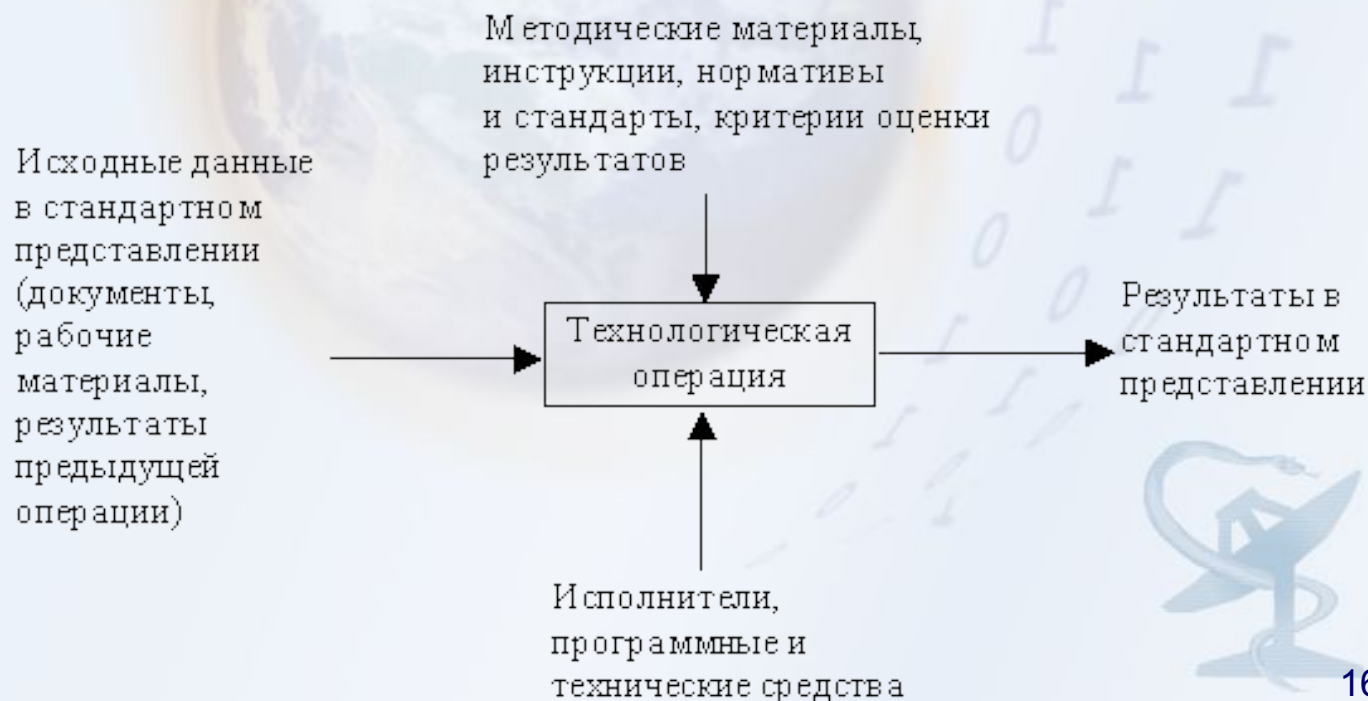 Методические материалы,
инструкции, нормативы
и стандарты, критерии оценки
результатов
Исходные данные
в стандартном
представлении
(документы,
рабочие
материалы,
результаты
предыдущей
операции)
Технологическая
операция
Результаты в
стандартном
представлении
Исполнители,
программные и
технические средства
16